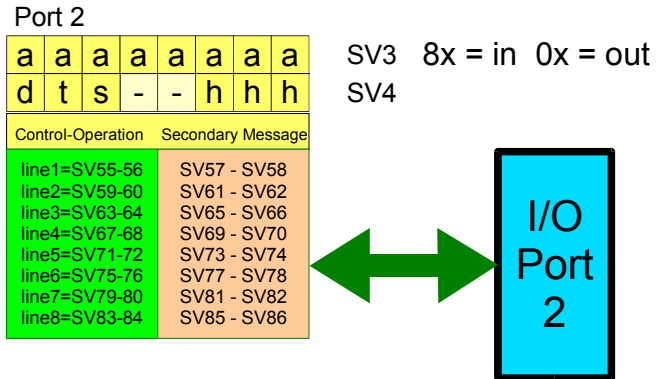 Port 2
a a a a a a a a SV3 8x = in 0x = out
d t s - - h h h SV4
Control-Operation Secondary Message
line1=SV55-56 SV57 - SV58
line2=SV59-60 SV61 - SV62
line3=SV63-64 SV65 - SV66
line4=SV67-68 SV69 - SV70
line5=SV71-72 SV73 - SV74
line6=SV75-76 SV77 - SV78
line7=SV79-80 SV81 - SV82
line8=SV83-84 SV85 - SV86
I/O
Port
2